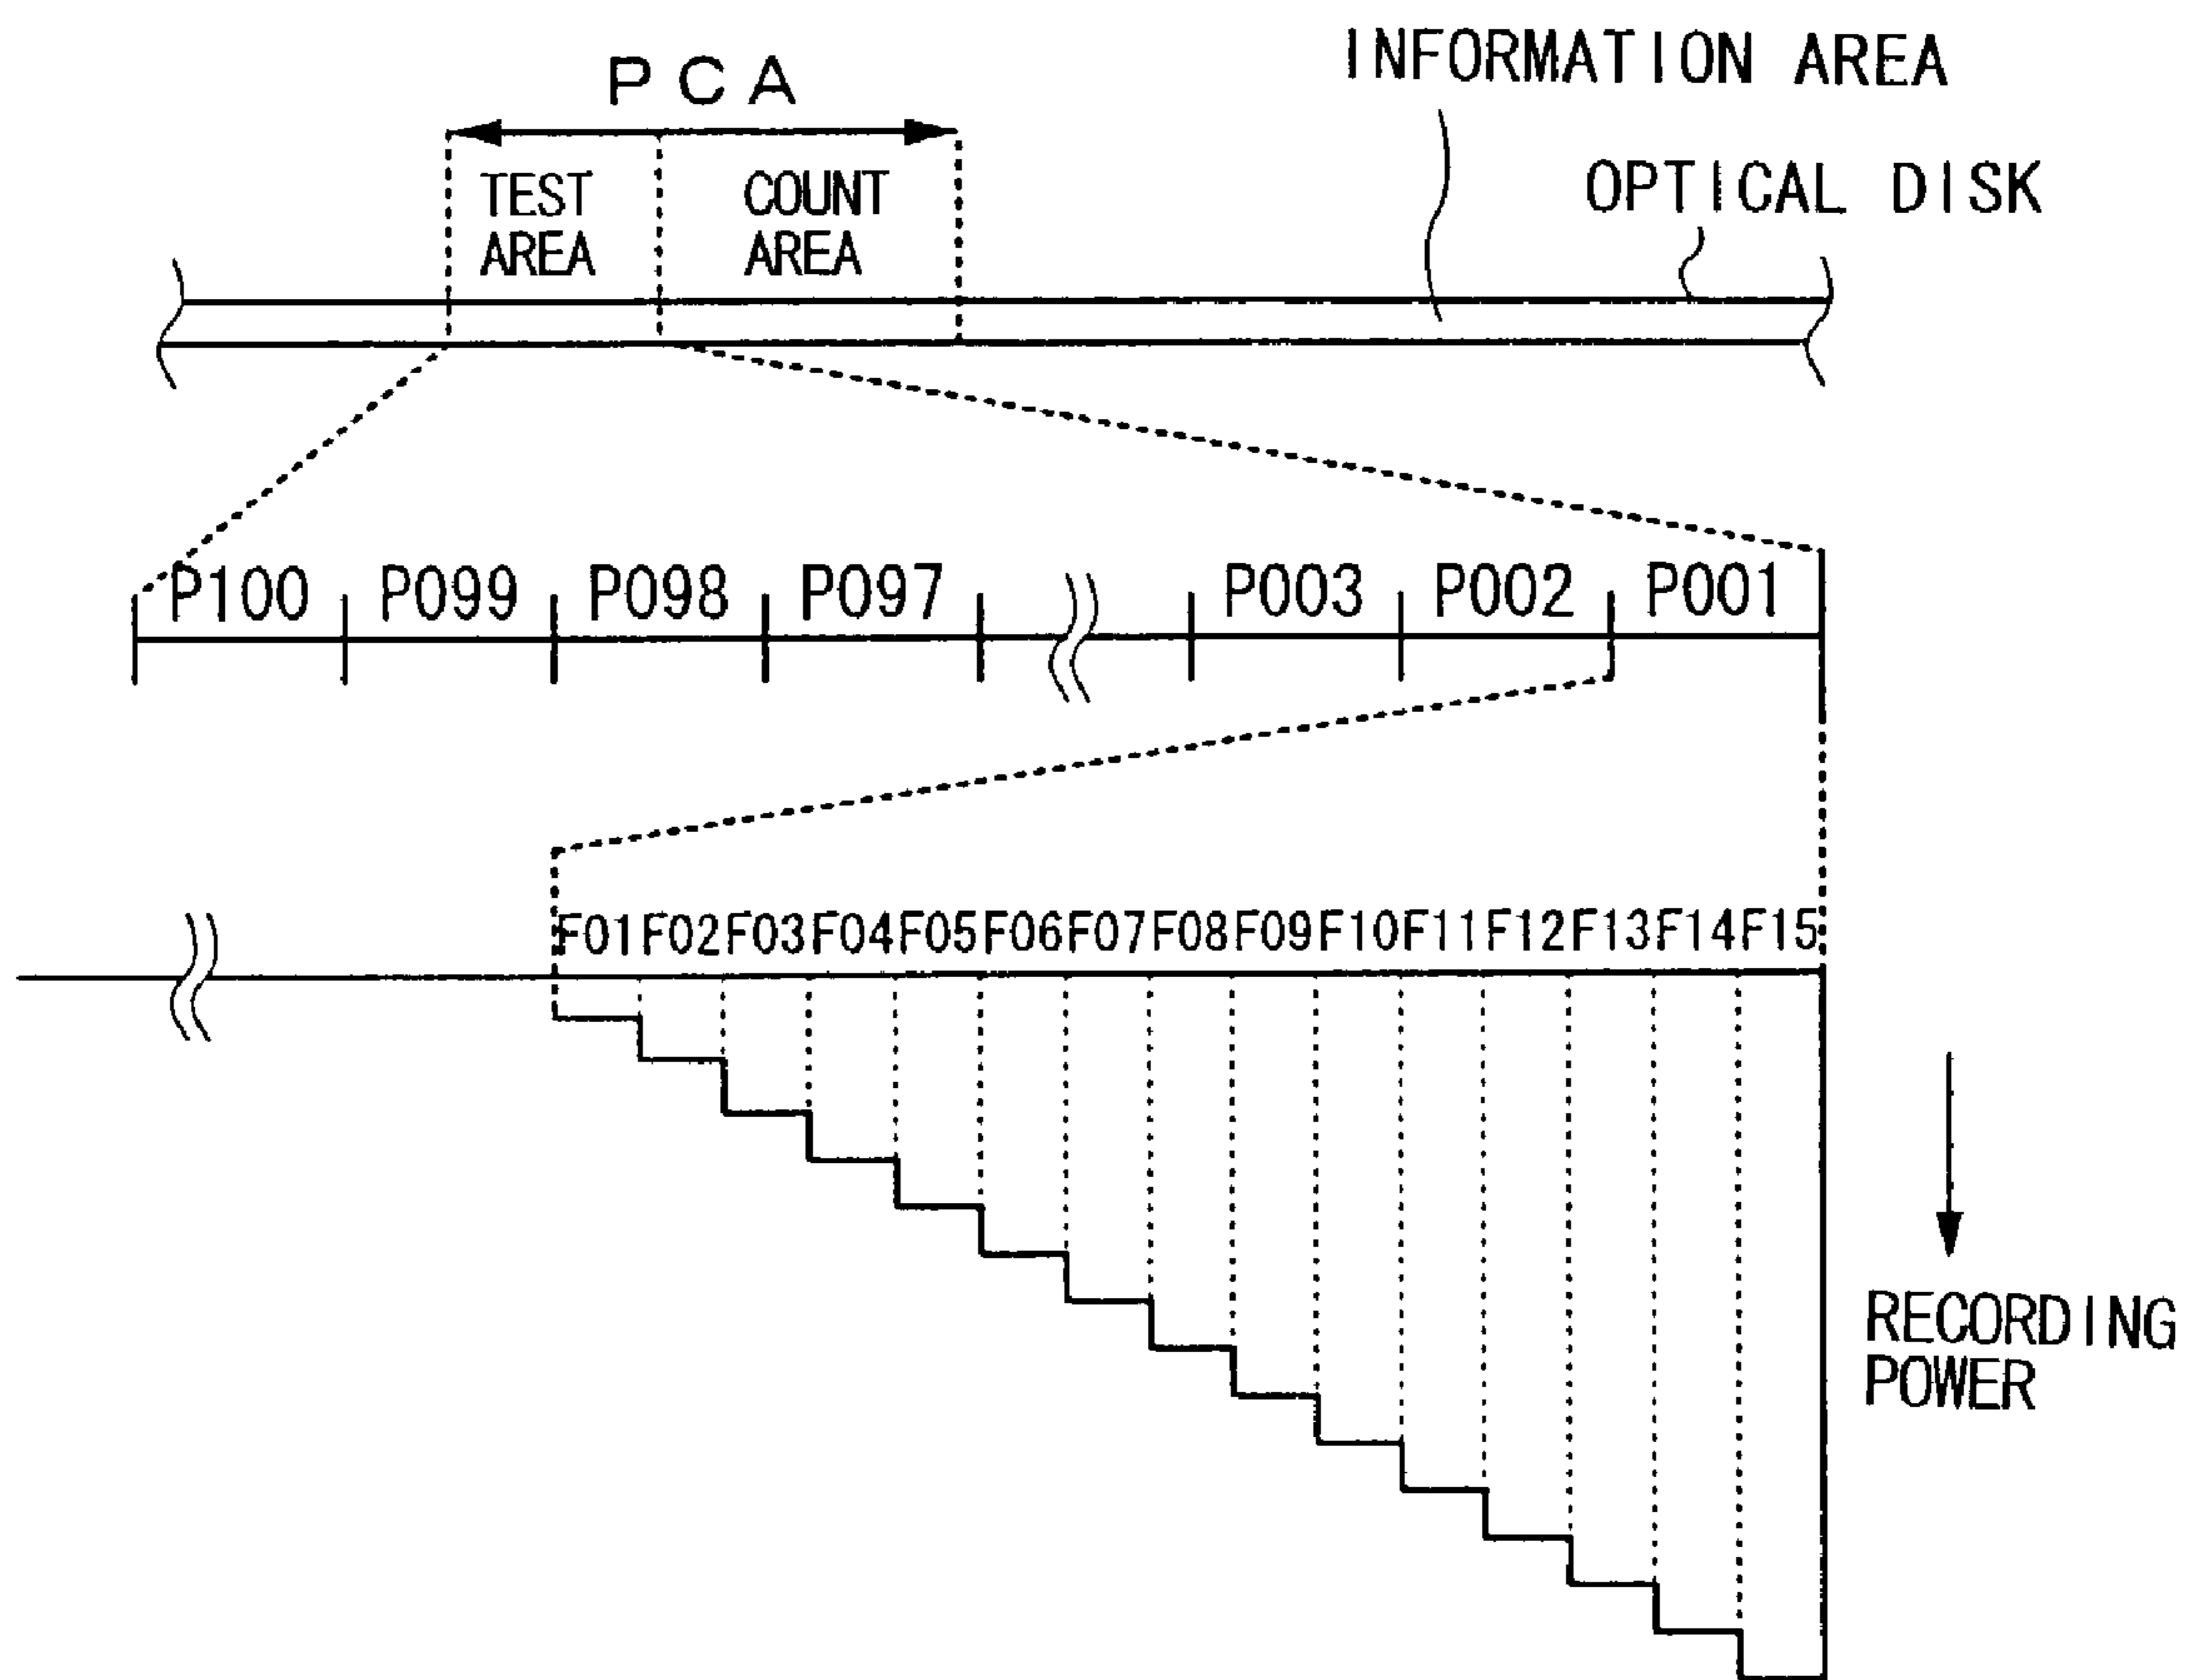 INFORMATION AREA
PCA
OPTICAL DISK
TEST
AREA
COUNT
AREA
P100 P099 P098 P097 P003 P002 P001
F01 F02 F03 F04 F05 F06 F07 F08 F09 F10 F11 F12 F13 F14 F15
RECORDING
POWER